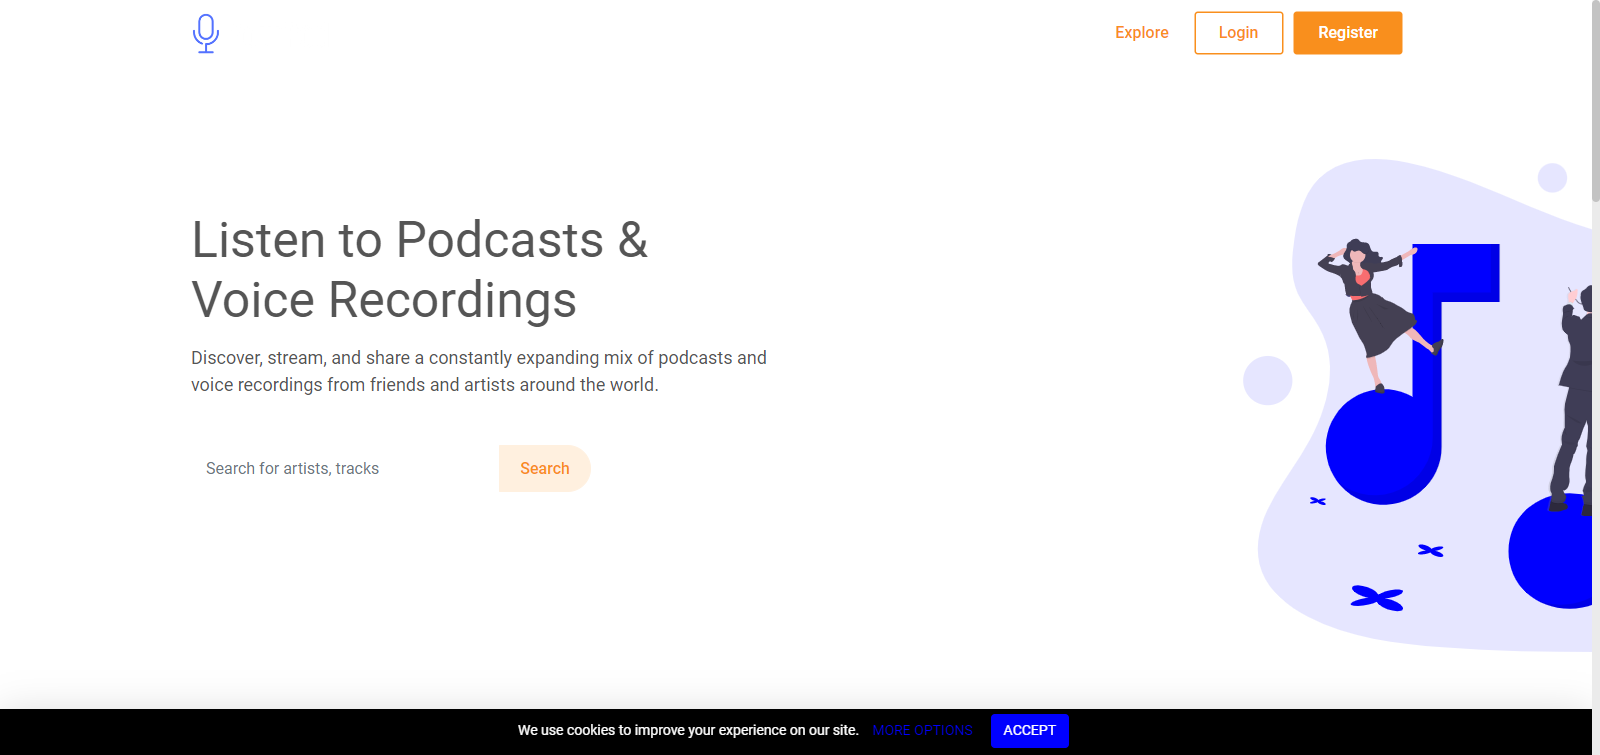 Explore
Login
Register
Listen to Podcasts &
Voice Recordings
Discover, stream, and share a constantly expanding mix of podcasts and
voice recordings from friends and artists around the world.
Search for artists, tracks
Search
We use cookies to improve your experience on our site.
MORE OPTIONS
ACCEPT